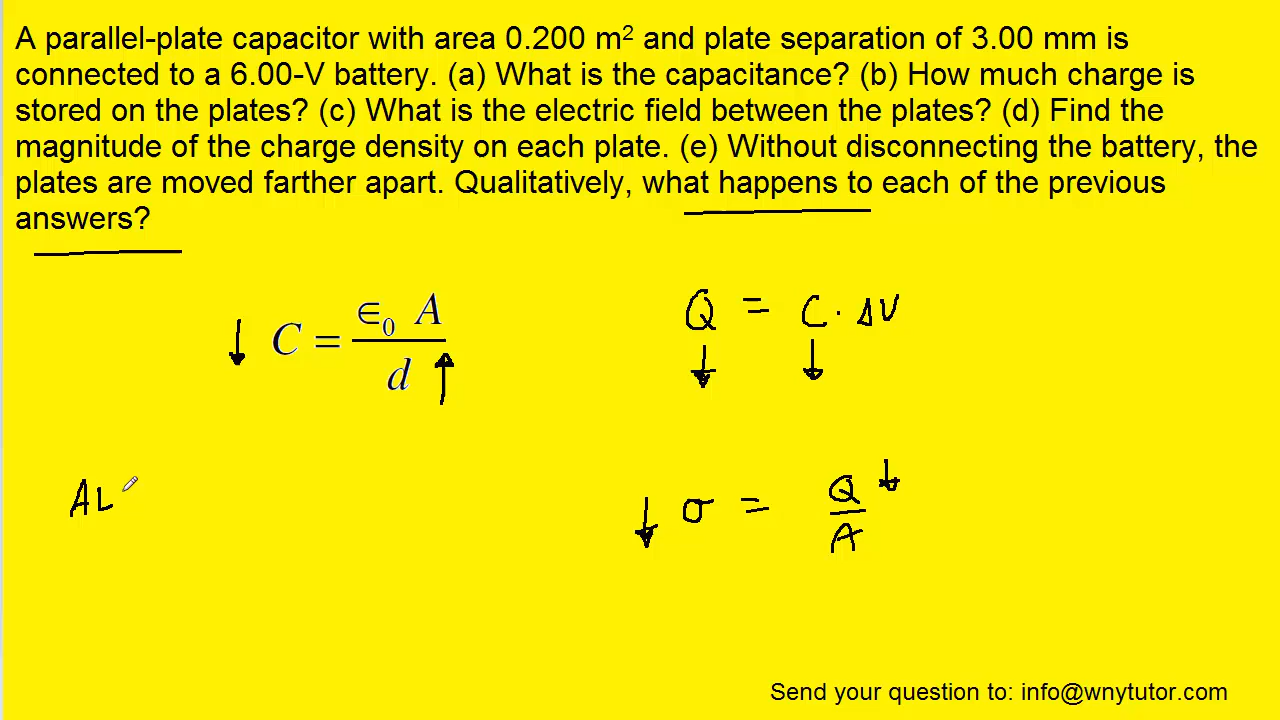 A parallel-plate capacitor with area 0.200 m² and plate separation of 3.00 mm is
connected to a 6.00-V battery. (a) What is the capacitance? (b) How much charge is
stored on the plates? (c) What is the electric field between the plates? (d) Find the
magnitude of the charge density on each plate. (e) Without disconnecting the battery, the
plates are moved farther apart. Qualitatively, what happens to each of the previous
answers?
↓ C = ∈₀ A / d ↑
Q = C · ΔV
↓ ↓
AL
↓ σ = Q / A ↓
Send your question to: info@wnytutor.com